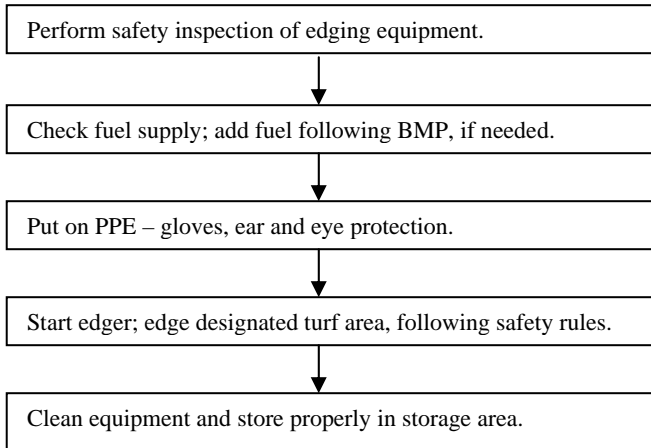 Perform safety inspection of edging equipment.
Check fuel supply; add fuel following BMP, if needed.
Put on PPE – gloves, ear and eye protection.
Start edger; edge designated turf area, following safety rules.
Clean equipment and store properly in storage area.